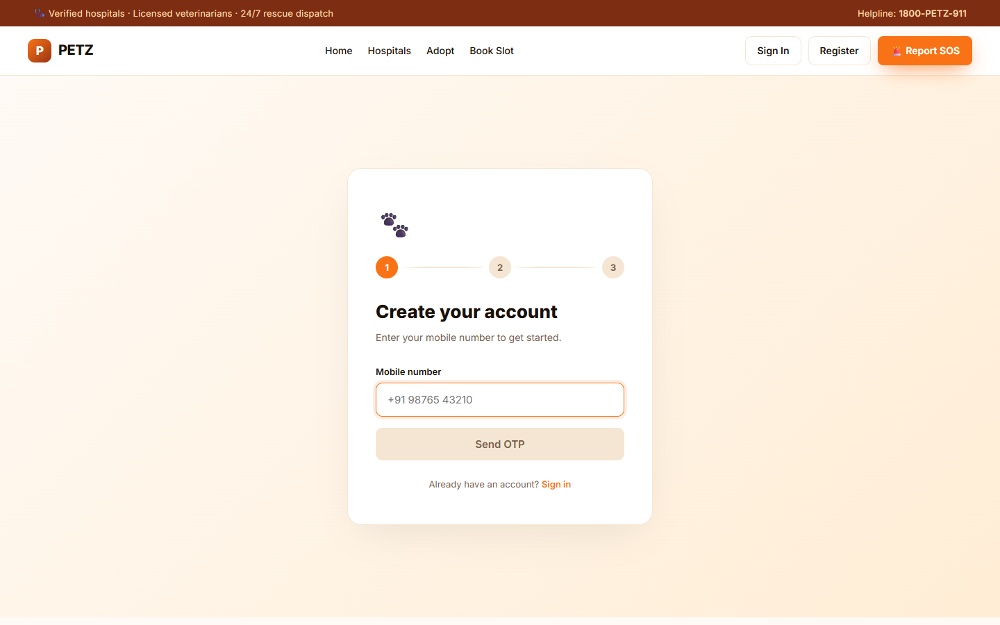 Verified hospitals · Licensed veterinarians · 24/7 rescue dispatch
Helpline: 1800-PETZ-911
P PETZ
Home Hospitals Adopt Book Slot
Sign In Register Report SOS
1 2 3
Create your account
Enter your mobile number to get started.
Mobile number
+91 98765 43210
Send OTP
Already have an account? Sign in